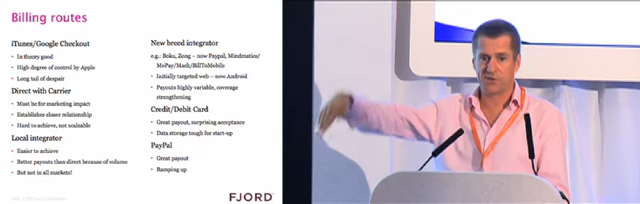 Billing routes
iTunes/Google Checkout
• In theory good
• High degree of control by Apple
• Long tail of despair
Direct with Carrier
• Must be for marketing impact
• Establishes closer relationship
• Hard to achieve, not scaleable
Local integrator
• Easier to achieve
• Better payouts than direct because of volume
• But not in all markets!
New breed integrator
e.g.: Boku, Zong – now Paypal, Mindmatics/
MoPay/Mach/BillToMobile
• Initially targeted web – now Android
• Payouts highly variable, coverage
strengthening
Credit/Debit Card
• Great payout, surprising acceptance
• Data storage tough for start-up
PayPal
• Great payout
• Ramping up
FJORD